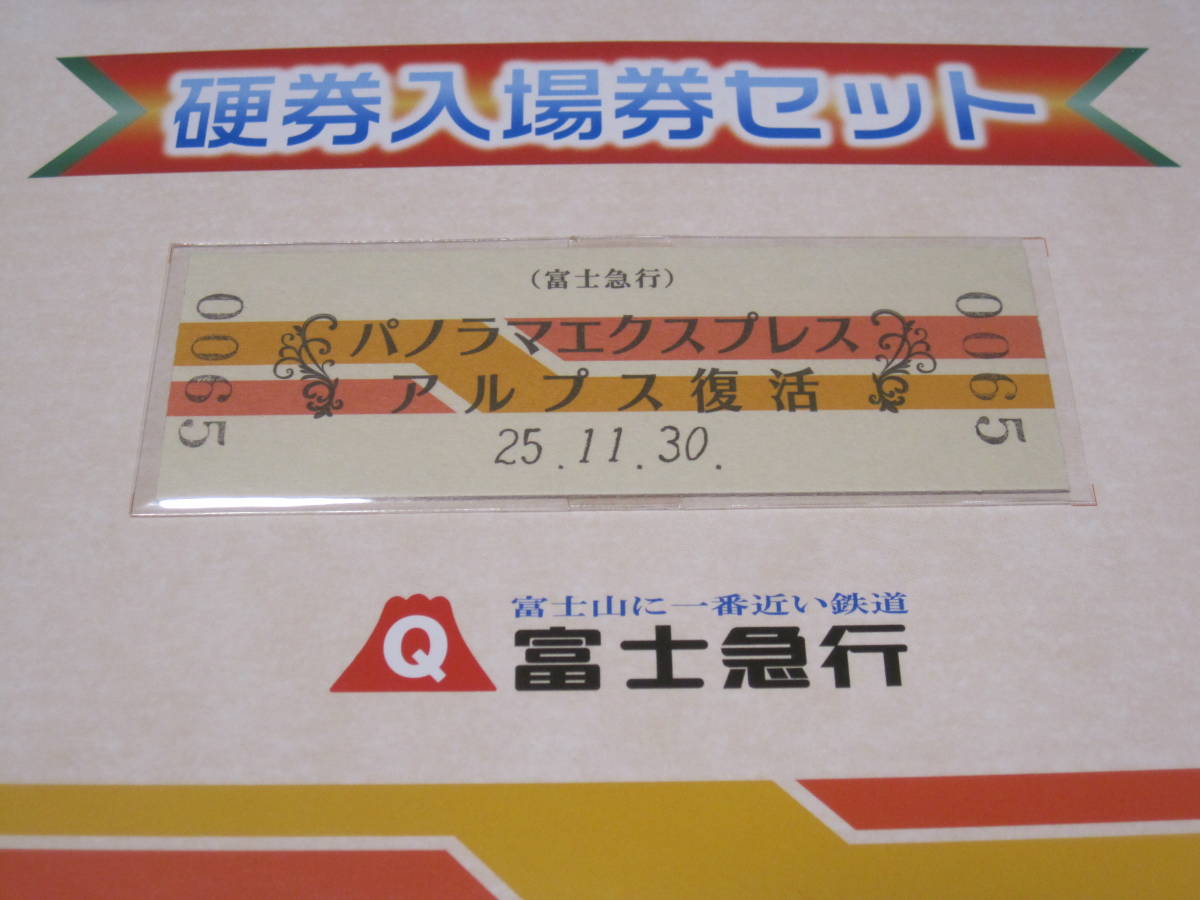 硬券入場券セット
(富士急行)
0065
パノラマエクスプレス
アルプス復活
0065
25.11.30.
Q
富士山に一番近い鉄道
富士急行